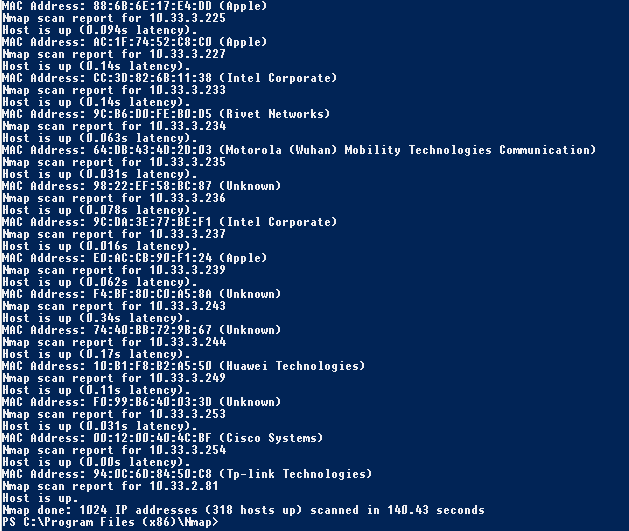 MAC Address: 88:6B:6E:17:E4:DD (Apple)
Nmap scan report for 10.33.3.225
Host is up (0.094s latency).
MAC Address: AC:1F:74:52:C8:C0 (Apple)
Nmap scan report for 10.33.3.227
Host is up (0.14s latency).
MAC Address: CC:3D:82:6B:11:38 (Intel Corporate)
Nmap scan report for 10.33.3.233
Host is up (0.14s latency).
MAC Address: 9C:B6:D0:FE:B0:D5 (Rivet Networks)
Nmap scan report for 10.33.3.234
Host is up (0.063s latency).
MAC Address: 64:DB:43:4D:2D:03 (Motorola (Wuhan) Mobility Technologies Communication)
Nmap scan report for 10.33.3.235
Host is up (0.031s latency).
MAC Address: 98:22:EF:58:BC:87 (Unknown)
Nmap scan report for 10.33.3.236
Host is up (0.078s latency).
MAC Address: 9C:DA:3E:77:BE:F1 (Intel Corporate)
Nmap scan report for 10.33.3.237
Host is up (0.016s latency).
MAC Address: E0:AC:CB:90:F1:24 (Apple)
Nmap scan report for 10.33.3.239
Host is up (0.062s latency).
MAC Address: F4:BF:80:C0:A5:8A (Unknown)
Nmap scan report for 10.33.3.243
Host is up (0.34s latency).
MAC Address: 74:40:BB:72:9B:67 (Unknown)
Nmap scan report for 10.33.3.244
Host is up (0.17s latency).
MAC Address: 10:B1:F8:B2:A5:50 (Huawei Technologies)
Nmap scan report for 10.33.3.249
Host is up (0.11s latency).
MAC Address: F0:99:B6:40:03:3D (Unknown)
Nmap scan report for 10.33.3.253
Host is up (0.031s latency).
MAC Address: 00:12:00:40:4C:BF (Cisco Systems)
Nmap scan report for 10.33.3.254
Host is up (0.00s latency).
MAC Address: 94:0C:6D:84:50:C8 (Tp-link Technologies)
Nmap scan report for 10.33.2.81
Host is up.
Nmap done: 1024 IP addresses (318 hosts up) scanned in 140.43 seconds
PS C:\Program Files (x86)\Nmap>